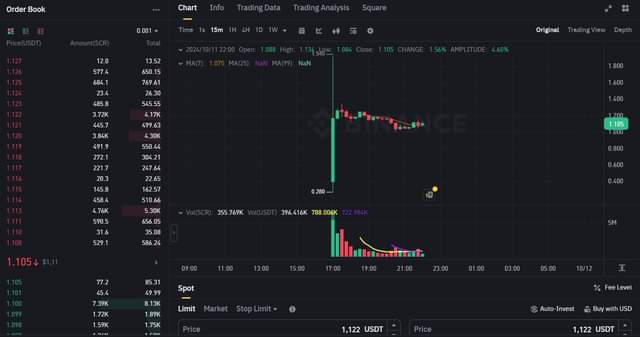 Order Book
Chart Info Trading Data Trading Analysis Square
0.001
Time 1s 15m 1H 4H 1D 1W
Original Trading View Depth
Price(USDT) Amount(SCR) Total
2024/10/11 22:00 Open: 1.088 High: 1.134 Low: 1.084 Close: 1.105 CHANGE: 1.56% AMPLITUDE: 4.60%
MA(7): 1.075 MA(25): NaN MA(99): NaN
1.127 12.0 13.52
1.126 577.4 650.15
1.125 684.1 769.61
1.124 23.4 26.30
1.123 485.8 545.55
1.122 3.72K 4.17K
1.121 445.7 499.63
1.120 3.84K 4.30K
1.119 491.9 550.44
1.118 272.1 304.21
1.117 221.7 247.64
1.116 20.3 22.65
1.115 145.8 162.57
1.114 458.4 510.66
1.113 4.76K 5.30K
1.111 590.5 656.05
1.110 31.6 35.08
1.108 529.1 586.24
1.105 $1,11
1.105 77.2 85.31
1.101 45.4 49.99
1.100 7.39K 8.13K
1.099 1.72K 1.89K
1.098 1.59K 1.75K
1.800
1.600
1.400
1.200
1.105
1.000
0.800
0.600
0.400
BINANCE
0.280
Vol(SCR): 355.769K Vol(USDT) 396.416K 788.006K
5M
09:00 11:00 13:00 15:00 17:00 19:00 21:00 23:00 01:00 03:00 05:00 10/12
Spot
Fee Level
Limit Market Stop Limit
Auto-Invest Buy with USD
Price 1,122 USDT
Price 1,122 USDT